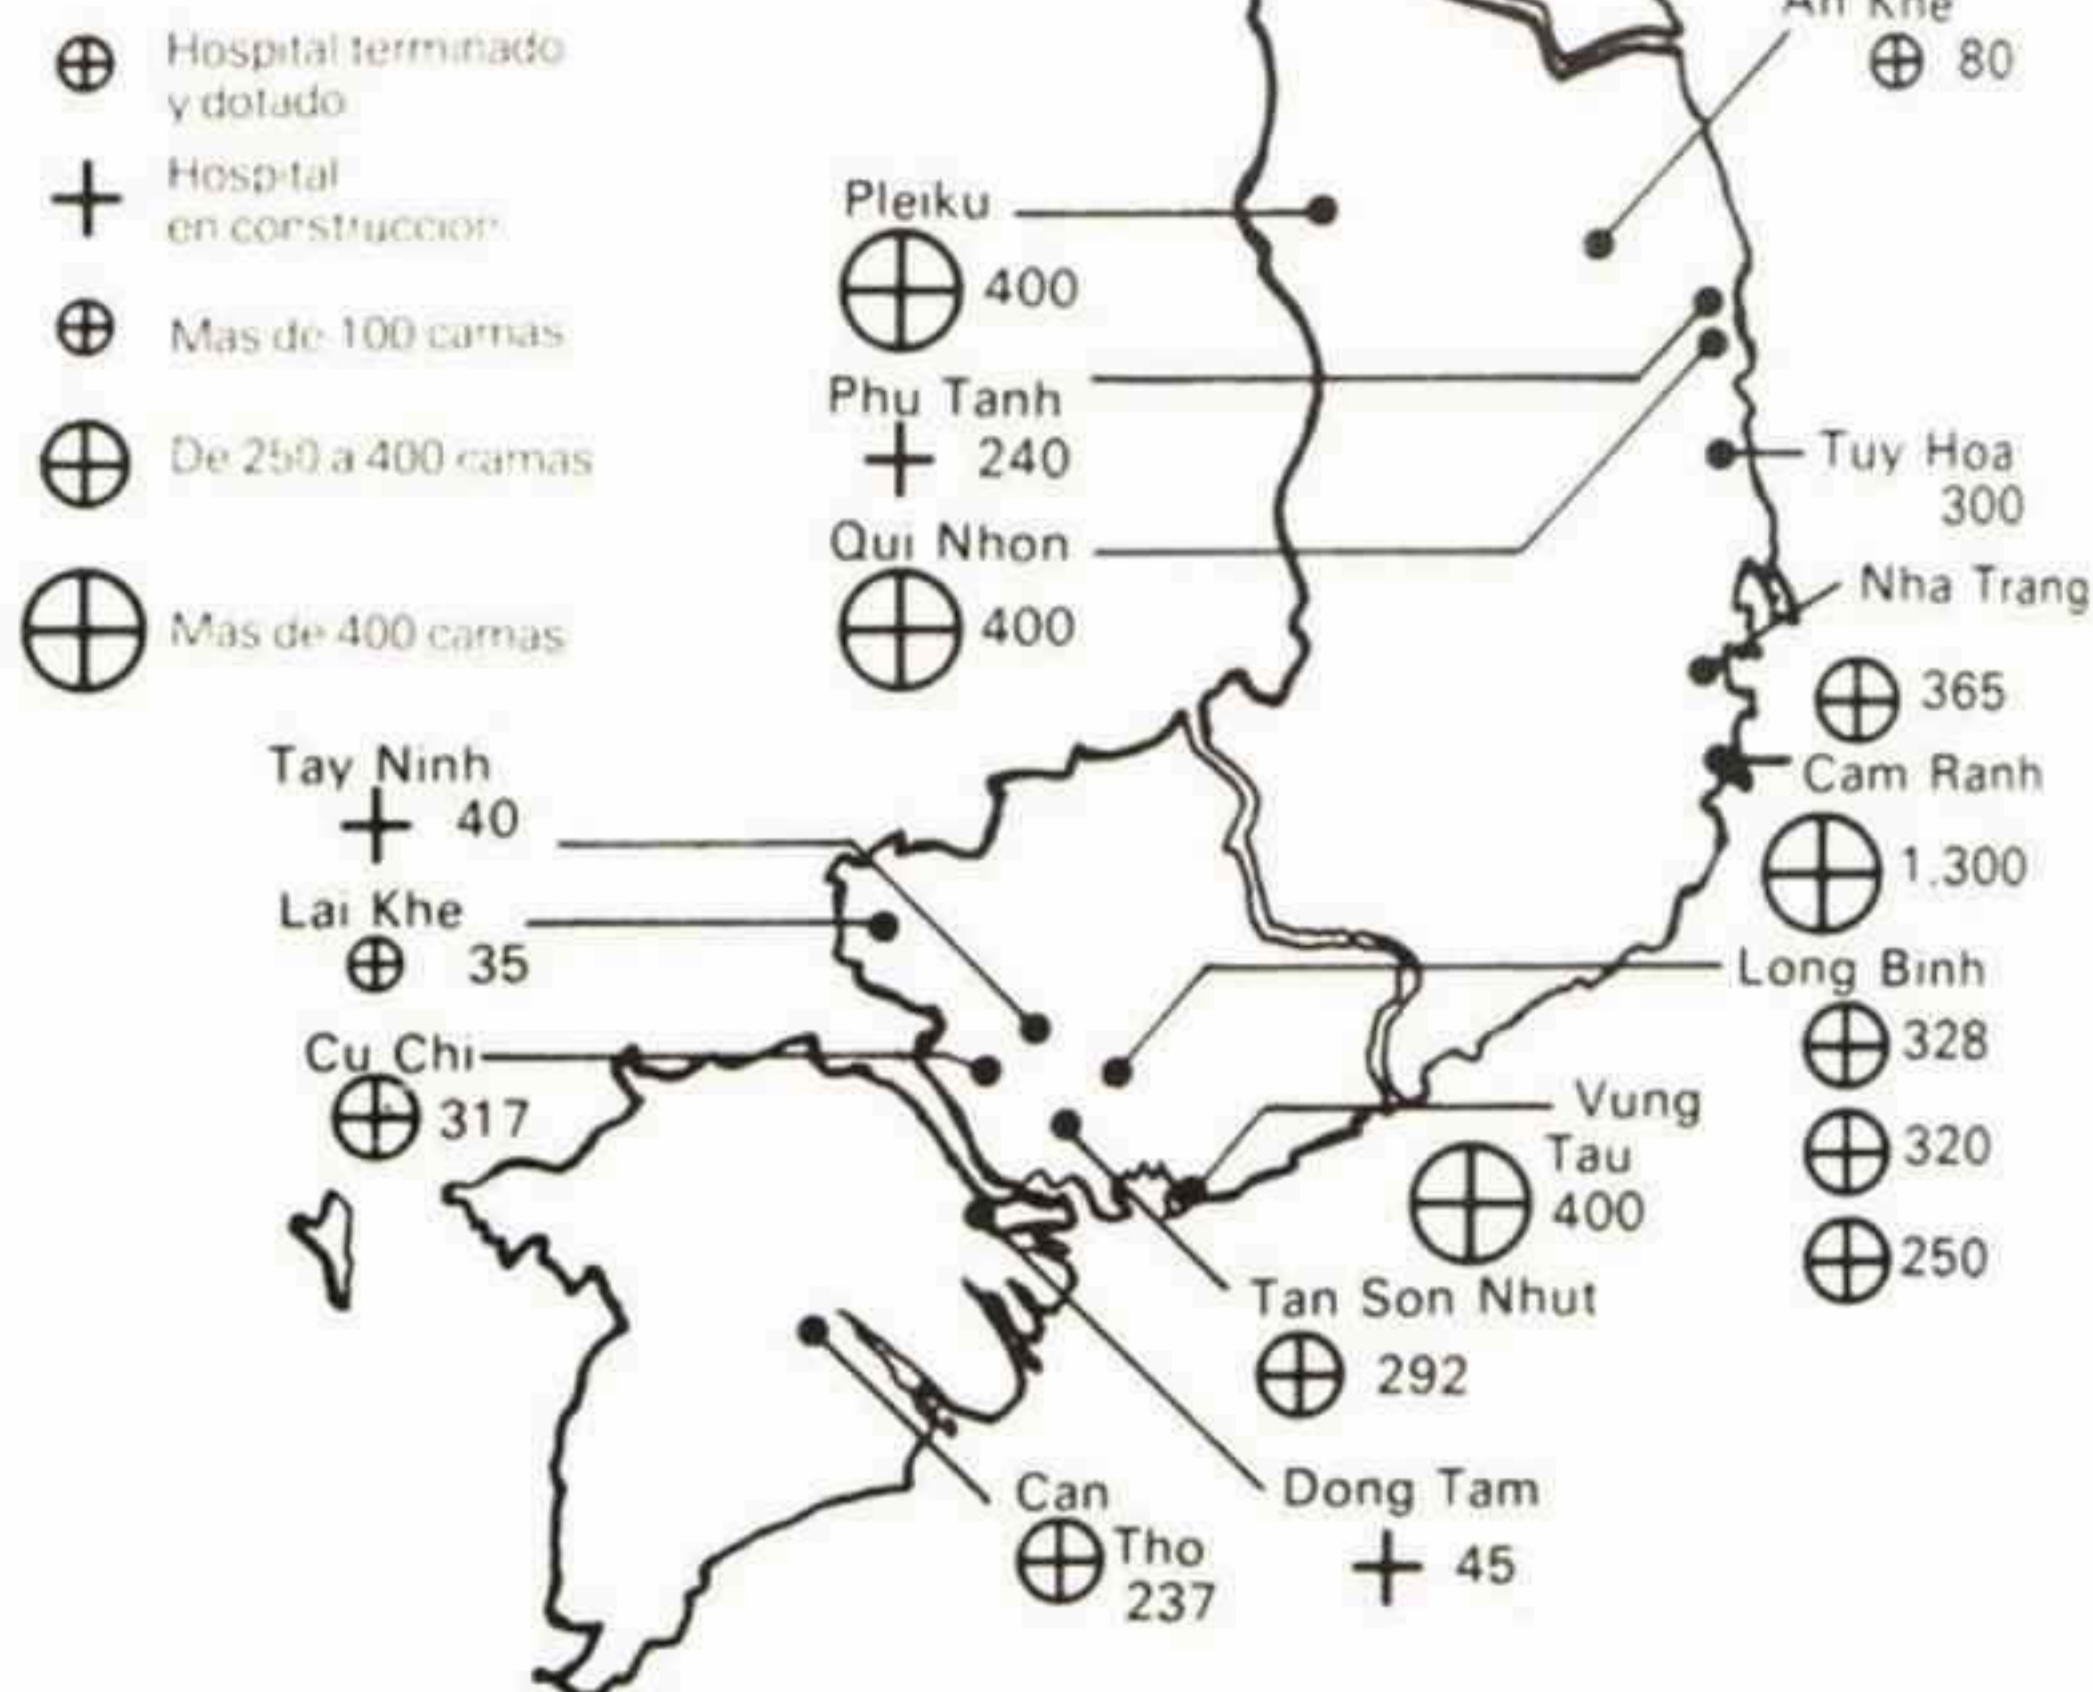 Hospital terminado
y dotado
Hospital
en construccion
Mas de 100 camas
De 250 a 400 camas
Mas de 400 camas
An Khe
80
Pleiku
400
Phu Tanh
240
Qui Nhon
400
Tuy Hoa
300
Nha Trang
365
Cam Ranh
1.300
Tay Ninh
40
Lai Khe
35
Cu Chi
317
Long Binh
328
320
250
Vung
Tau
400
Tan Son Nhut
292
Dong Tam
45
Can
Tho
237